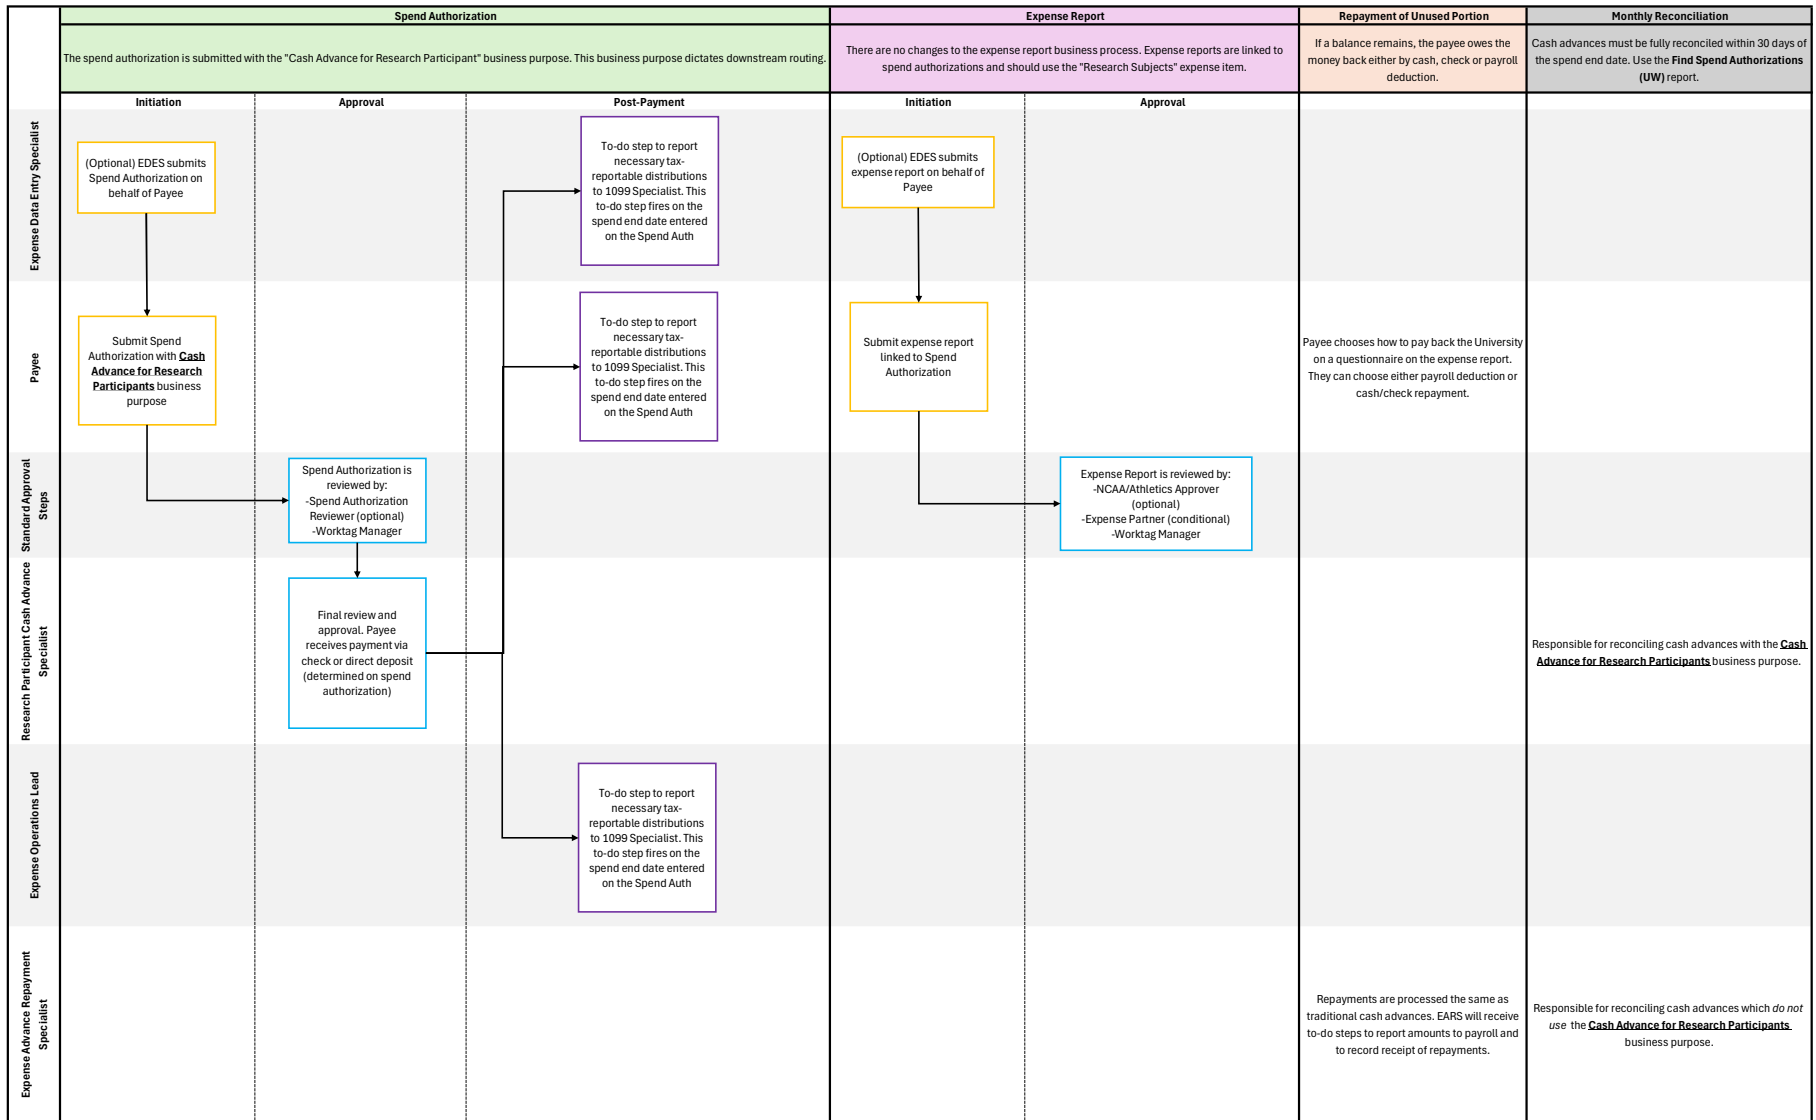 Spend Authorization
Expense Report
Repayment of Unused Portion
Monthly Reconciliation
The spend authorization is submitted with the "Cash Advance for Research Participant" business purpose. This business purpose dictates downstream routing.
There are no changes to the expense report business process. Expense reports are linked to
spend authorizations and should use the "Research Subjects" expense item.
If a balance remains, the payee owes the
money back either by cash, check or payroll
deduction.
Cash advances must be fully reconciled within 30 days of
the spend end date. Use the Find Spend Authorizations
(UW) report.
Initiation
Approval
Post-Payment
Initiation
Approval
Expense Data Entry Specialist
(Optional) EDES submits
Spend Authorization on
behalf of Payee
To-do step to report
necessary tax-
reportable distributions
to 1099 Specialist. This
to-do step fires on the
spend end date entered
on the Spend Auth
(Optional) EDES submits
expense report on behalf of
Payee
Payee
Submit Spend
Authorization with Cash
Advance for Research
Participants business
purpose
To-do step to report
necessary tax-
reportable distributions
to 1099 Specialist. This
to-do step fires on the
spend end date entered
on the Spend Auth
Submit expense report
linked to Spend
Authorization
Payee chooses how to pay back the University
on a questionnaire on the expense report.
They can choose either payroll deduction or
cash/check repayment.
Standard Approval
Steps
Spend Authorization is
reviewed by:
-Spend Authorization
Reviewer (optional)
-Worktag Manager
Expense Report is reviewed by:
-NCAA/Athletics Approver
(optional)
-Expense Partner (conditional)
-Worktag Manager
Research Participant Cash Advance
Specialist
Final review and
approval. Payee
receives payment via
check or direct deposit
(determined on spend
authorization)
Responsible for reconciling cash advances with the Cash
Advance for Research Participants business purpose.
Expense Operations Lead
To-do step to report
necessary tax-
reportable distributions
to 1099 Specialist. This
to-do step fires on the
spend end date entered
on the Spend Auth
Expense Advance Repayment
Specialist
Repayments are processed the same as
traditional cash advances. EARS will receive
to-do steps to report amounts to payroll and
to record receipt of repayments.
Responsible for reconciling cash advances which do not
use the Cash Advance for Research Participants
business purpose.